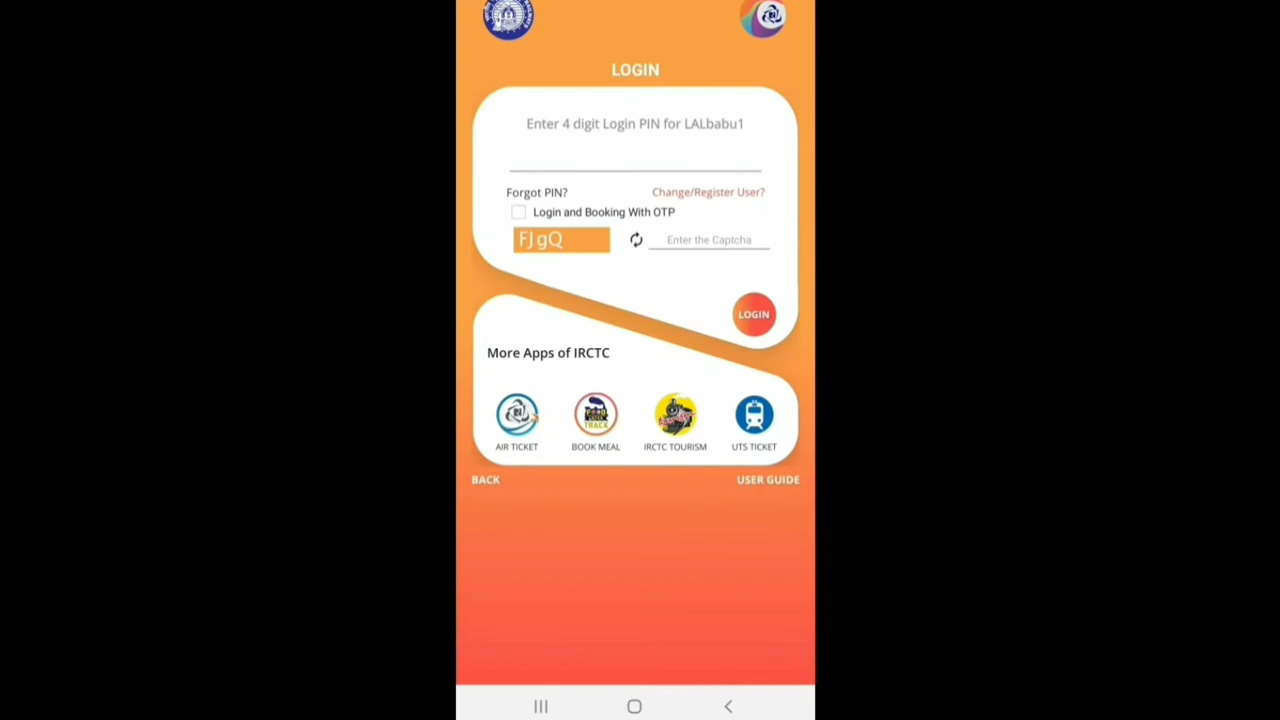 LOGIN
Enter 4 digit Login PIN for LALbabu1
Forgot PIN? Change/Register User?
Login and Booking With OTP
FJgQ Enter the Captcha
LOGIN
More Apps of IRCTC
AIR TICKET BOOK MEAL IRCTC TOURISM UTS TICKET
BACK USER GUIDE